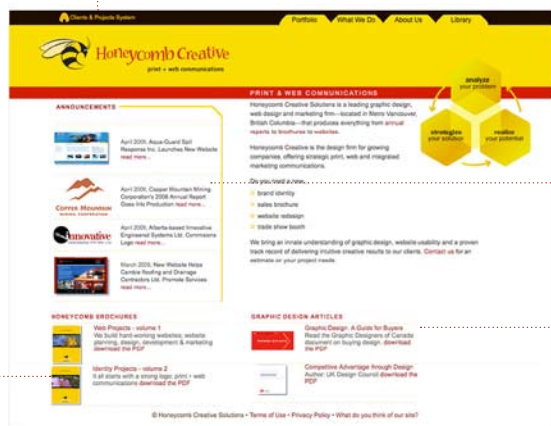 Clients & Projects System
Portfolio
What We Do
About Us
Library
Honeycomb Creative
print + web communications
ANNOUNCEMENTS
April 2009, Aqua-Guard Spill
Response Inc. Launches New Website
read more...
COPPER MOUNTAIN
MINING CORPORATION
April 2009, Copper Mountain Mining
Corporation's 2008 Annual Report
Goes Into Production read more...
innovative
April 2009, Alberta-based Innovative
Engineered Systems Ltd. Commissions
Logo read more...
March 2009, New Website Helps
Cambie Roofing and Drainage
Contractors Ltd. Promote Services
read more...
PRINT & WEB COMMUNICATIONS
Honeycomb Creative Solutions is a leading graphic design,
web design and marketing firm—located in Metro Vancouver,
British Columbia—that produces everything from annual
reports to brochures to websites.
Honeycomb Creative is the design firm for growing
companies, offering strategic print, web and integrated
marketing communications.
Do you need a new...
brand identity
sales brochure
website redesign
trade show booth
We bring an innate understanding of graphic design, website usability and a proven
track record of delivering intuitive creative results to our clients. Contact us for an
estimate on your project needs.
analyze
your problem
strategize
your solution
realize
your potential
HONEYCOMB BROCHURES
Web Projects - volume 1
We build hard-working websites; website
planning, design, development & marketing
download the PDF
Identity Projects - volume 2
It all starts with a strong logo; print + web
communications download the PDF
GRAPHIC DESIGN ARTICLES
Graphic Design. A Guide for Buyers
Read the Graphic Designers of Canada
document on buying design. download
the PDF
Competitive Advantage through Design
Author: UK Design Council download the
PDF
© Honeycomb Creative Solutions • Terms of Use • Privacy Policy • What do you think of our site?